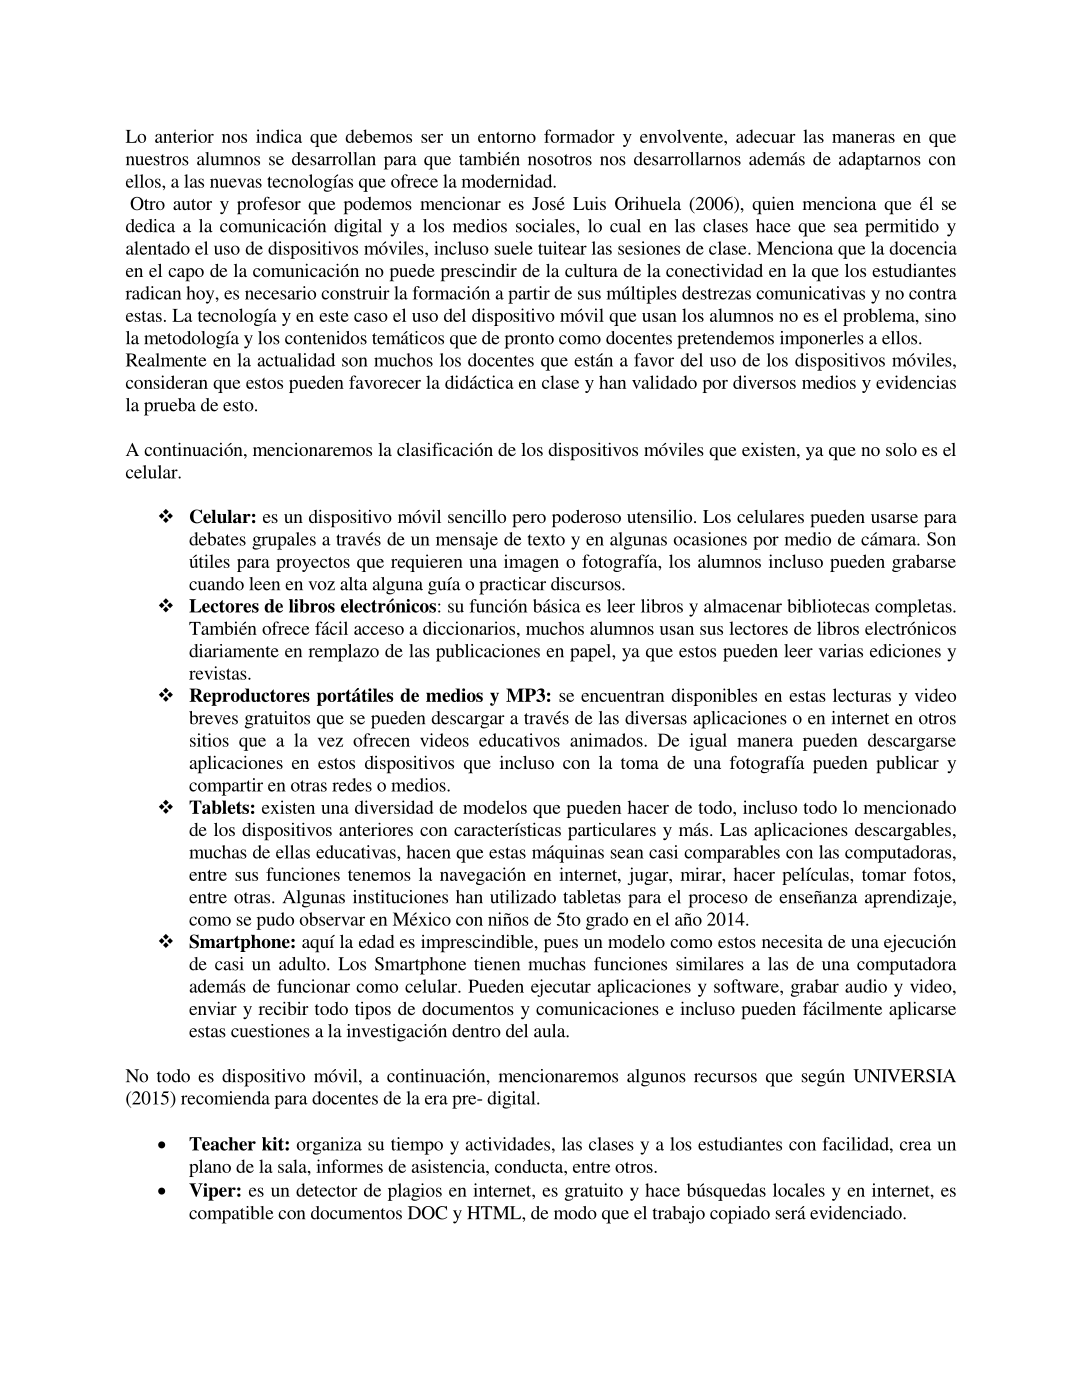 Lo anterior nos indica que debemos ser un entorno formador y envolvente, adecuar las maneras en que
nuestros alumnos se desarrollan para que también nosotros nos desarrollarnos además de adaptarnos con
ellos, a las nuevas tecnologías que ofrece la modernidad.
Otro autor y profesor que podemos mencionar es José Luis Orihuela (2006), quien menciona que él se
dedica a la comunicación digital y a los medios sociales, lo cual en las clases hace que sea permitido y
alentado el uso de dispositivos móviles, incluso suele tuitear las sesiones de clase. Menciona que la docencia
en el capo de la comunicación no puede prescindir de la cultura de la conectividad en la que los estudiantes
radican hoy, es necesario construir la formación a partir de sus múltiples destrezas comunicativas y no contra
estas. La tecnología y en este caso el uso del dispositivo móvil que usan los alumnos no es el problema, sino
la metodología y los contenidos temáticos que de pronto como docentes pretendemos imponerles a ellos.
Realmente en la actualidad son muchos los docentes que están a favor del uso de los dispositivos móviles,
consideran que estos pueden favorecer la didáctica en clase y han validado por diversos medios y evidencias
la prueba de esto.
A continuación, mencionaremos la clasificación de los dispositivos móviles que existen, ya que no solo es el
celular.
❖ Celular: es un dispositivo móvil sencillo pero poderoso utensilio. Los celulares pueden usarse para
debates grupales a través de un mensaje de texto y en algunas ocasiones por medio de cámara. Son
útiles para proyectos que requieren una imagen o fotografía, los alumnos incluso pueden grabarse
cuando leen en voz alta alguna guía o practicar discursos.
❖ Lectores de libros electrónicos: su función básica es leer libros y almacenar bibliotecas completas.
También ofrece fácil acceso a diccionarios, muchos alumnos usan sus lectores de libros electrónicos
diariamente en remplazo de las publicaciones en papel, ya que estos pueden leer varias ediciones y
revistas.
❖ Reproductores portátiles de medios y MP3: se encuentran disponibles en estas lecturas y video
breves gratuitos que se pueden descargar a través de las diversas aplicaciones o en internet en otros
sitios que a la vez ofrecen videos educativos animados. De igual manera pueden descargarse
aplicaciones en estos dispositivos que incluso con la toma de una fotografía pueden publicar y
compartir en otras redes o medios.
❖ Tablets: existen una diversidad de modelos que pueden hacer de todo, incluso todo lo mencionado
de los dispositivos anteriores con características particulares y más. Las aplicaciones descargables,
muchas de ellas educativas, hacen que estas máquinas sean casi comparables con las computadoras,
entre sus funciones tenemos la navegación en internet, jugar, mirar, hacer películas, tomar fotos,
entre otras. Algunas instituciones han utilizado tabletas para el proceso de enseñanza aprendizaje,
como se pudo observar en México con niños de 5to grado en el año 2014.
❖ Smartphone: aquí la edad es imprescindible, pues un modelo como estos necesita de una ejecución
de casi un adulto. Los Smartphone tienen muchas funciones similares a las de una computadora
además de funcionar como celular. Pueden ejecutar aplicaciones y software, grabar audio y video,
enviar y recibir todo tipos de documentos y comunicaciones e incluso pueden fácilmente aplicarse
estas cuestiones a la investigación dentro del aula.
No todo es dispositivo móvil, a continuación, mencionaremos algunos recursos que según UNIVERSIA
(2015) recomienda para docentes de la era pre- digital.
• Teacher kit: organiza su tiempo y actividades, las clases y a los estudiantes con facilidad, crea un
plano de la sala, informes de asistencia, conducta, entre otros.
• Viper: es un detector de plagios en internet, es gratuito y hace búsquedas locales y en internet, es
compatible con documentos DOC y HTML, de modo que el trabajo copiado será evidenciado.